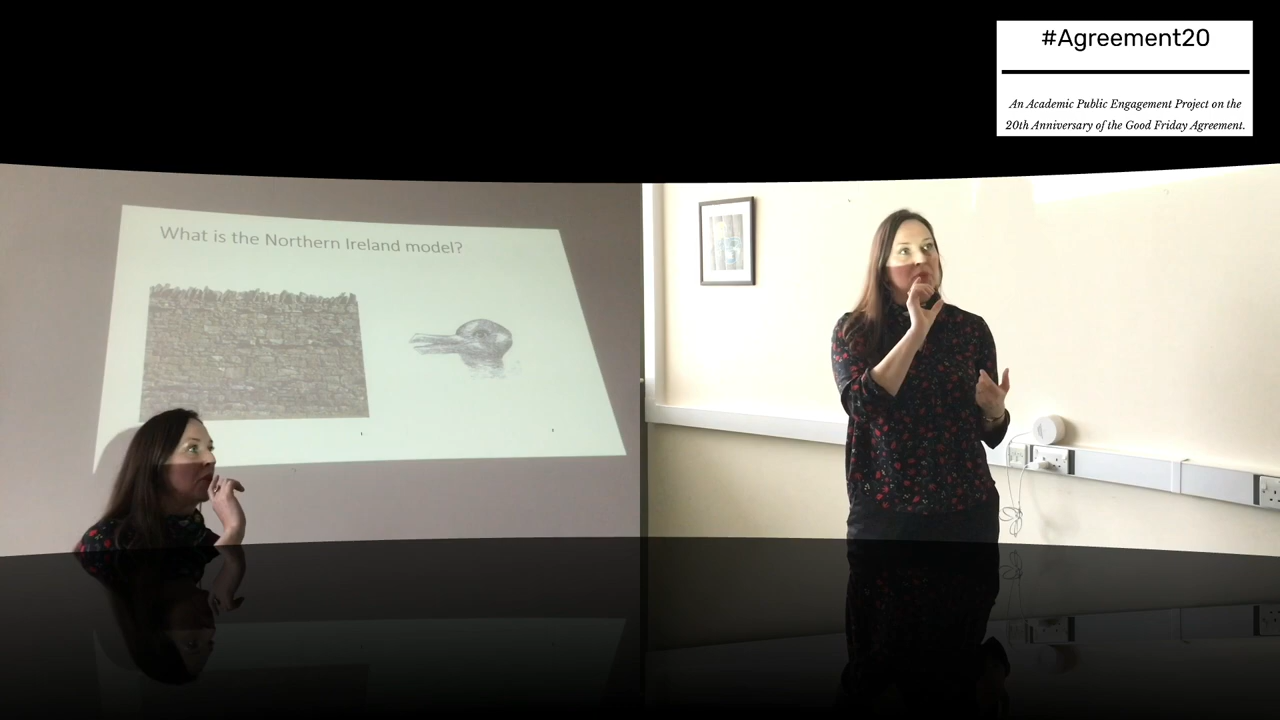 #Agreement20
An Academic Public Engagement Project on the
20th Anniversary of the Good Friday Agreement.
What is the Northern Ireland model?